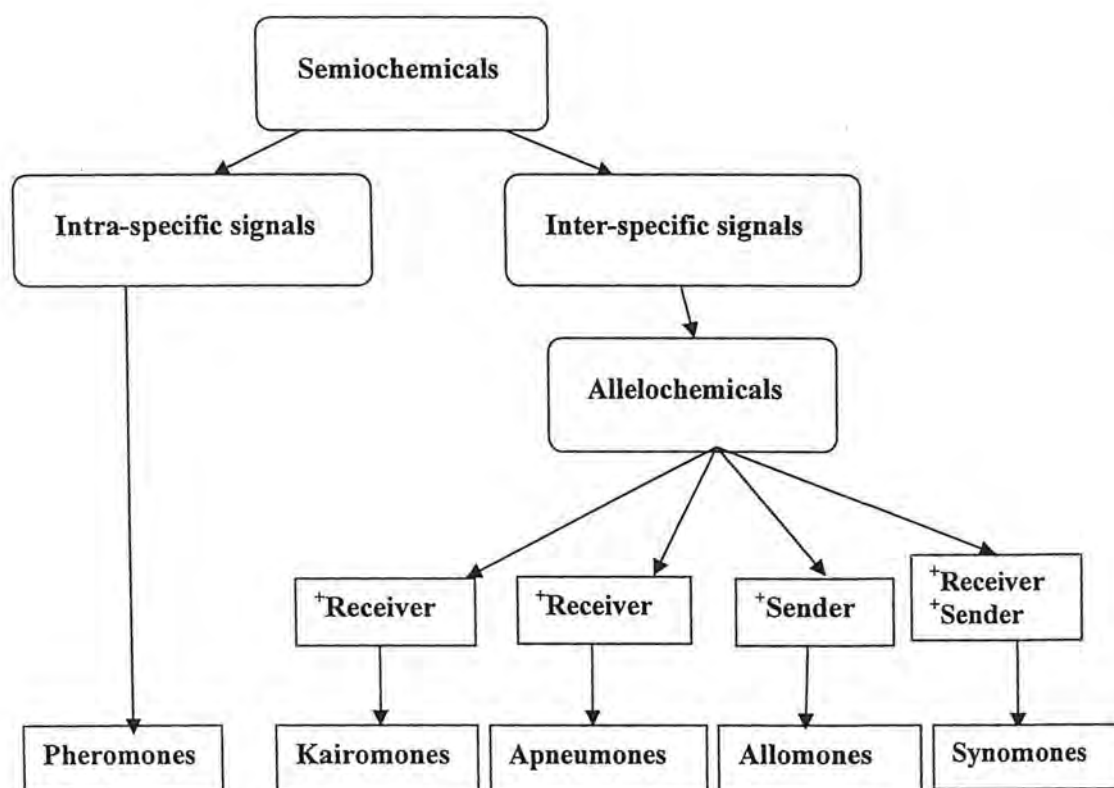 Semiochemicals
Intra-specific signals
Inter-specific signals
Allelochemicals
+Receiver
+Receiver
+Sender
+Receiver
+Sender
Pheromones
Kairomones
Apneumones
Allomones
Synomones